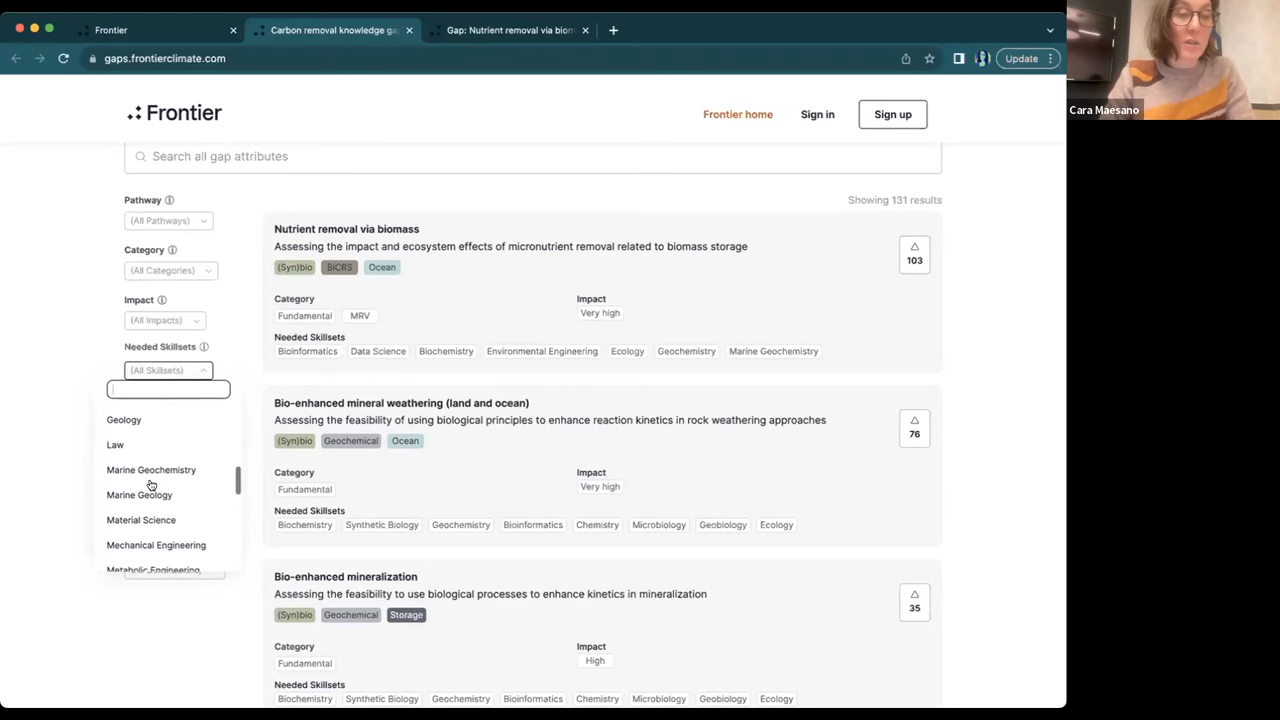 Frontier
Carbon removal knowledge ga
Gap: Nutrient removal via biom
gaps.frontierclimate.com
Update
Cara Maesano
Frontier
Frontier home
Sign in
Sign up
Search all gap attributes
Pathway
(All Pathways)
Category
(All Categories)
Impact
(All Impacts)
Needed Skillsets
(All Skillsets)
Geology
Law
Marine Geochemistry
Marine Geology
Material Science
Mechanical Engineering
Metabolic Engineering,
Showing 131 results
Nutrient removal via biomass
Assessing the impact and ecosystem effects of micronutrient removal related to biomass storage
(Syn)bio BiCRS Ocean
103
Category Impact
Fundamental MRV Very high
Needed Skillsets
Bioinformatics Data Science Biochemistry Environmental Engineering Ecology Geochemistry Marine Geochemistry
Bio-enhanced mineral weathering (land and ocean)
Assessing the feasibility of using biological principles to enhance reaction kinetics in rock weathering approaches
(Syn)bio Geochemical Ocean
76
Category Impact
Fundamental Very high
Needed Skillsets
Biochemistry Synthetic Biology Geochemistry Bioinformatics Chemistry Microbiology Geobiology Ecology
Bio-enhanced mineralization
Assessing the feasibility to use biological processes to enhance kinetics in mineralization
(Syn)bio Geochemical Storage
35
Category Impact
Fundamental High
Needed Skillsets
Biochemistry Synthetic Biology Geochemistry Bioinformatics Chemistry Microbiology Geobiology Ecology